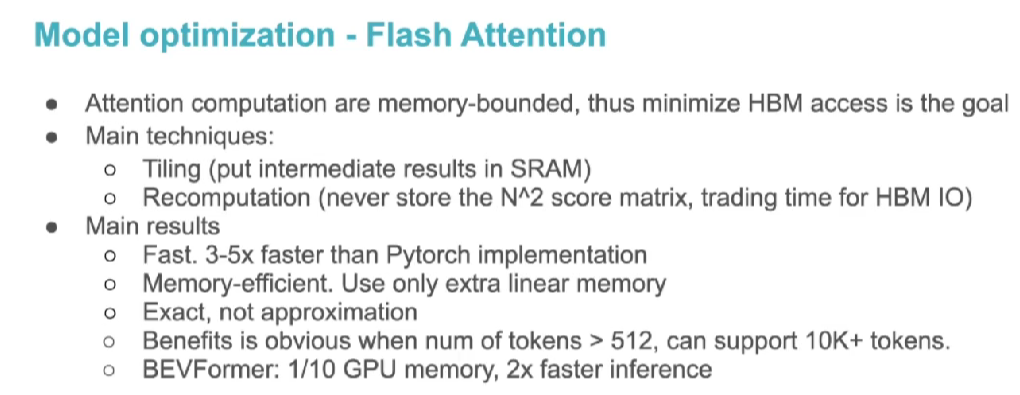 Model optimization - Flash Attention
● Attention computation are memory-bounded, thus minimize HBM access is the goal
● Main techniques:
○ Tiling (put intermediate results in SRAM)
○ Recomputation (never store the N^2 score matrix, trading time for HBM IO)
● Main results
○ Fast. 3-5x faster than Pytorch implementation
○ Memory-efficient. Use only extra linear memory
○ Exact, not approximation
○ Benefits is obvious when num of tokens > 512, can support 10K+ tokens.
○ BEVFormer: 1/10 GPU memory, 2x faster inference